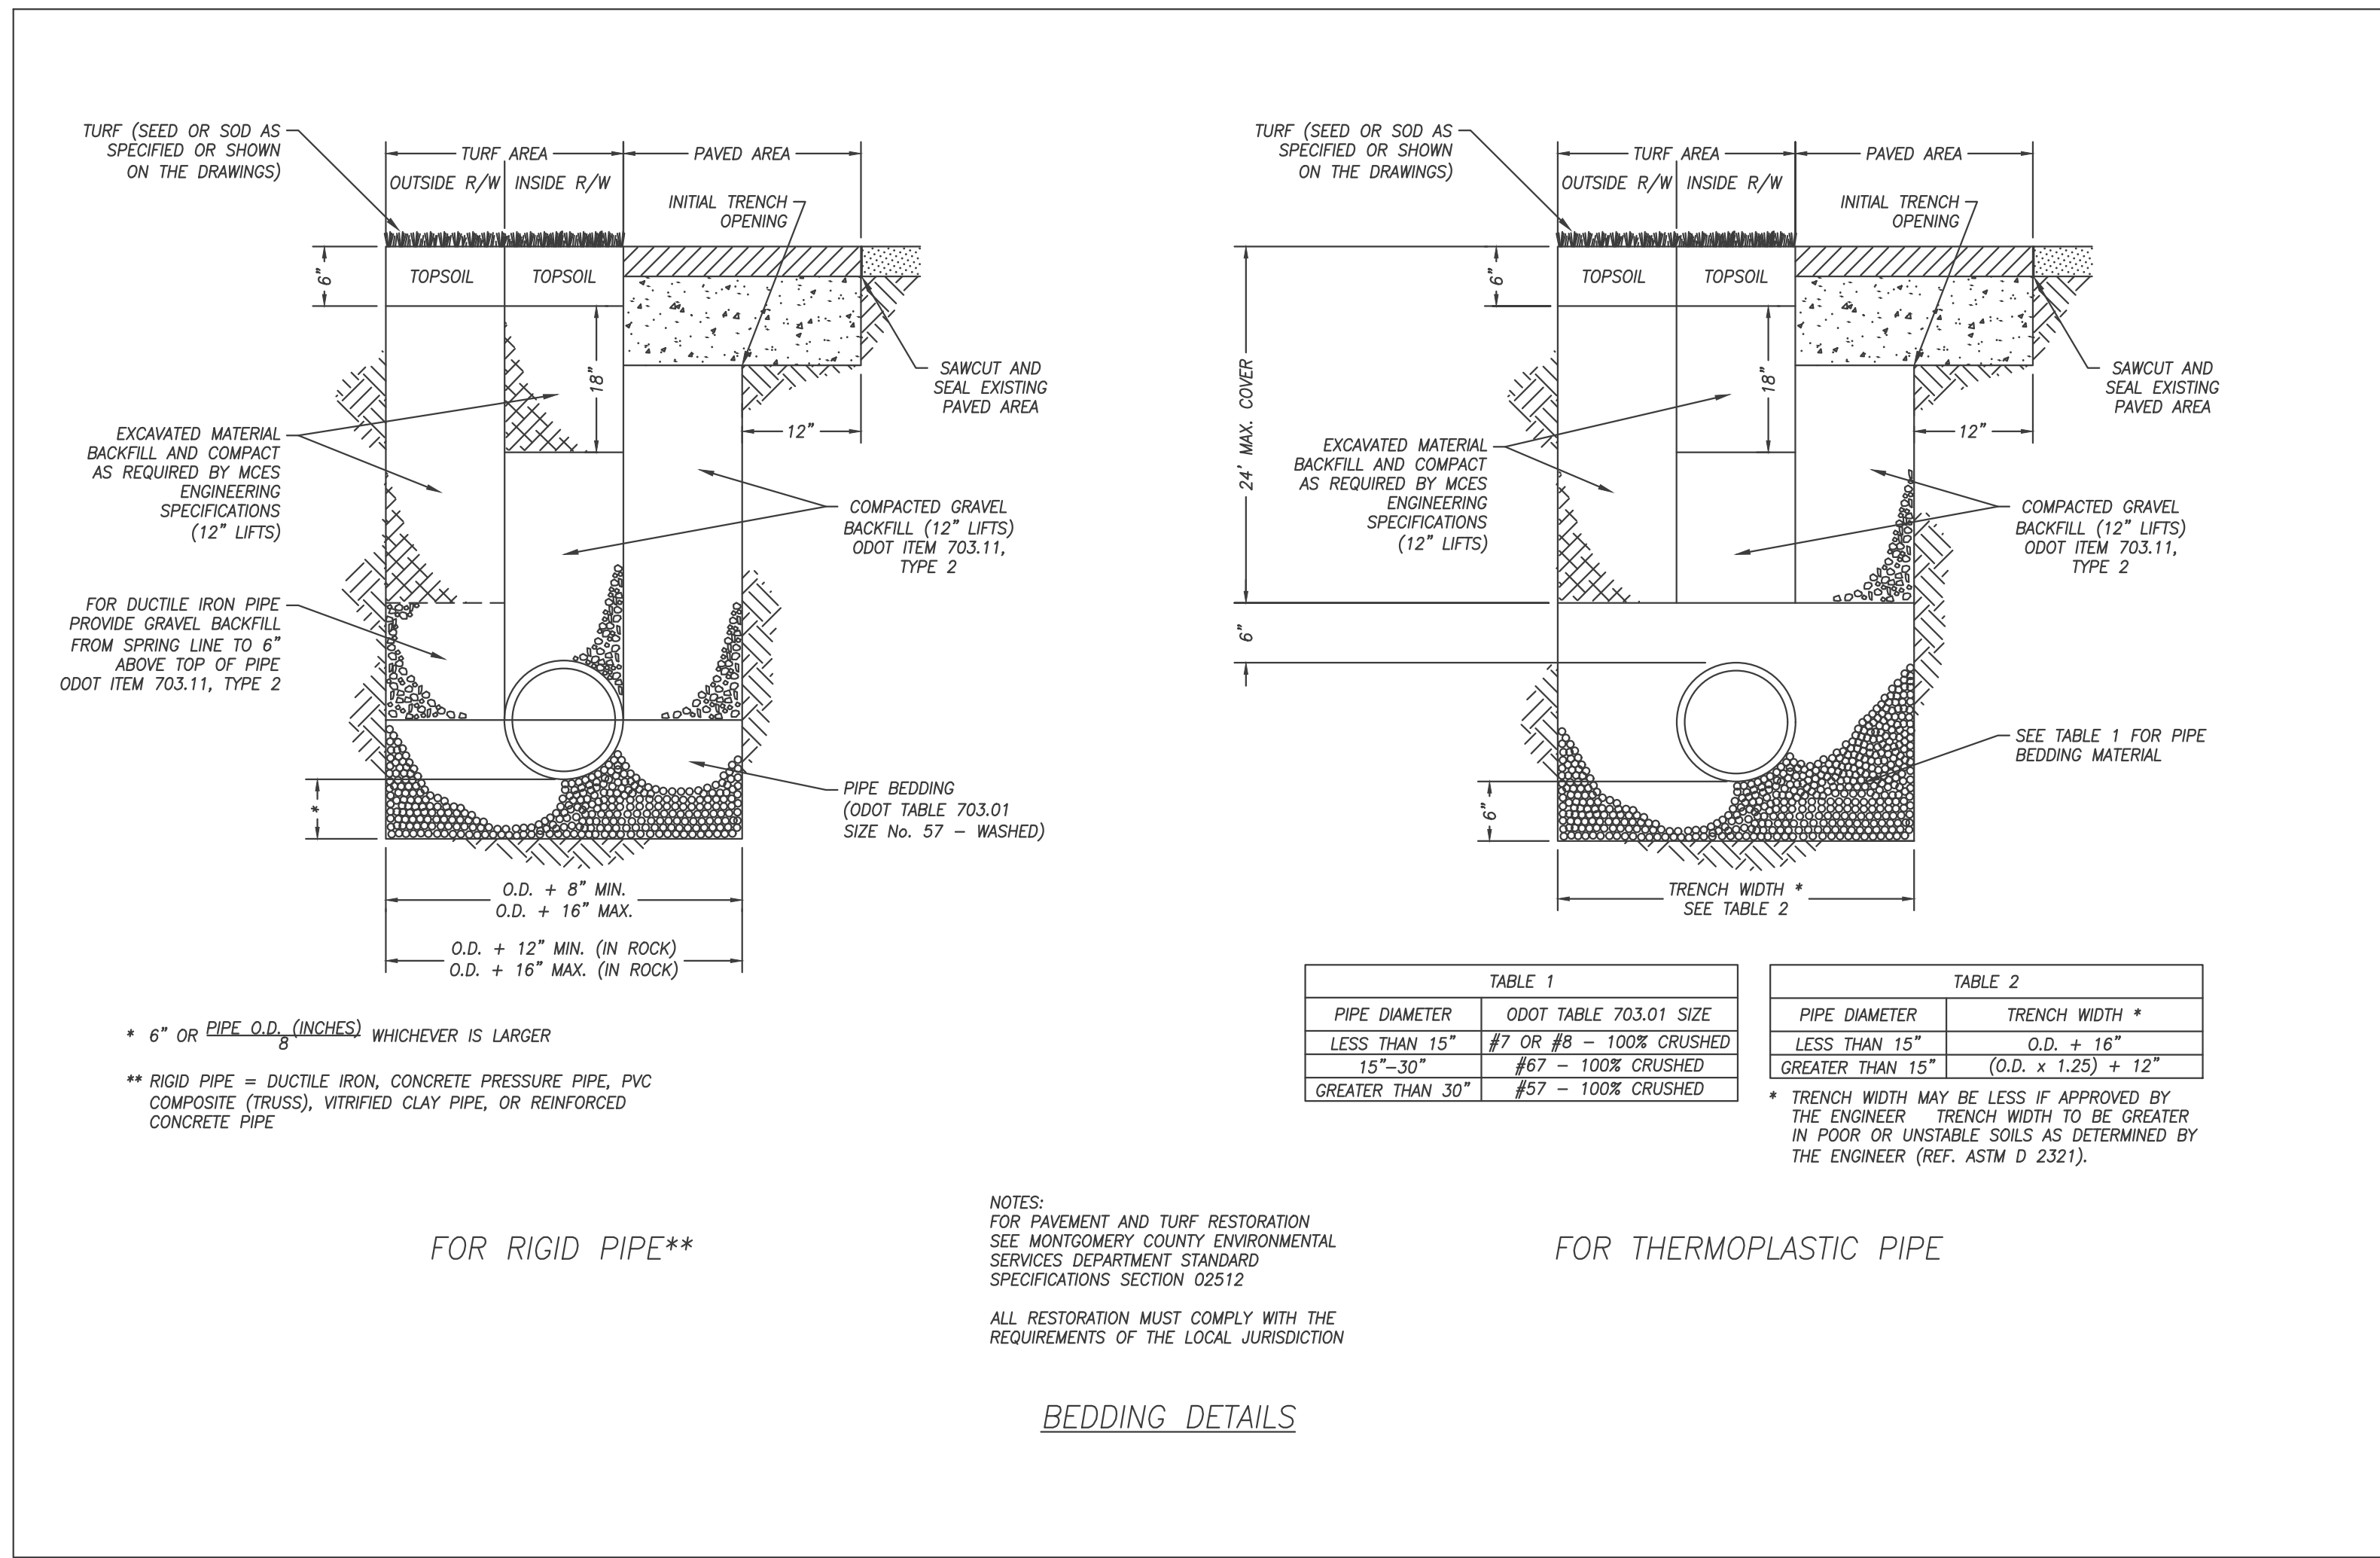 TURF (SEED OR SOD AS
SPECIFIED OR SHOWN
ON THE DRAWINGS)
TURF AREA
PAVED AREA
OUTSIDE R/W
INSIDE R/W
INITIAL TRENCH
OPENING
6"
TOPSOIL
TOPSOIL
18"
SAWCUT AND
SEAL EXISTING
PAVED AREA
12"
EXCAVATED MATERIAL
BACKFILL AND COMPACT
AS REQUIRED BY MCES
ENGINEERING
SPECIFICATIONS
(12" LIFTS)
COMPACTED GRAVEL
BACKFILL (12" LIFTS)
ODOT ITEM 703.11,
TYPE 2
FOR DUCTILE IRON PIPE
PROVIDE GRAVEL BACKFILL
FROM SPRING LINE TO 6"
ABOVE TOP OF PIPE
ODOT ITEM 703.11, TYPE 2
*
PIPE BEDDING
(ODOT TABLE 703.01
SIZE No. 57 - WASHED)
O.D. + 8" MIN.
O.D. + 16" MAX.
O.D. + 12" MIN. (IN ROCK)
O.D. + 16" MAX. (IN ROCK)
* 6" OR PIPE O.D. (INCHES) WHICHEVER IS LARGER
8
** RIGID PIPE = DUCTILE IRON, CONCRETE PRESSURE PIPE, PVC
COMPOSITE (TRUSS), VITRIFIED CLAY PIPE, OR REINFORCED
CONCRETE PIPE
FOR RIGID PIPE**
TURF (SEED OR SOD AS
SPECIFIED OR SHOWN
ON THE DRAWINGS)
TURF AREA
PAVED AREA
OUTSIDE R/W
INSIDE R/W
INITIAL TRENCH
OPENING
6"
TOPSOIL
TOPSOIL
24' MAX. COVER
18"
SAWCUT AND
SEAL EXISTING
PAVED AREA
12"
EXCAVATED MATERIAL
BACKFILL AND COMPACT
AS REQUIRED BY MCES
ENGINEERING
SPECIFICATIONS
(12" LIFTS)
COMPACTED GRAVEL
BACKFILL (12" LIFTS)
ODOT ITEM 703.11,
TYPE 2
6"
SEE TABLE 1 FOR PIPE
BEDDING MATERIAL
6"
TRENCH WIDTH *
SEE TABLE 2
TABLE 1
PIPE DIAMETER ODOT TABLE 703.01 SIZE
LESS THAN 15" #7 OR #8 - 100% CRUSHED
15"-30" #67 - 100% CRUSHED
GREATER THAN 30" #57 - 100% CRUSHED
TABLE 2
PIPE DIAMETER TRENCH WIDTH *
LESS THAN 15" O.D. + 16"
GREATER THAN 15" (O.D. x 1.25) + 12"
* TRENCH WIDTH MAY BE LESS IF APPROVED BY
THE ENGINEER TRENCH WIDTH TO BE GREATER
IN POOR OR UNSTABLE SOILS AS DETERMINED BY
THE ENGINEER (REF. ASTM D 2321).
FOR THERMOPLASTIC PIPE
NOTES:
FOR PAVEMENT AND TURF RESTORATION
SEE MONTGOMERY COUNTY ENVIRONMENTAL
SERVICES DEPARTMENT STANDARD
SPECIFICATIONS SECTION 02512
ALL RESTORATION MUST COMPLY WITH THE
REQUIREMENTS OF THE LOCAL JURISDICTION
BEDDING DETAILS